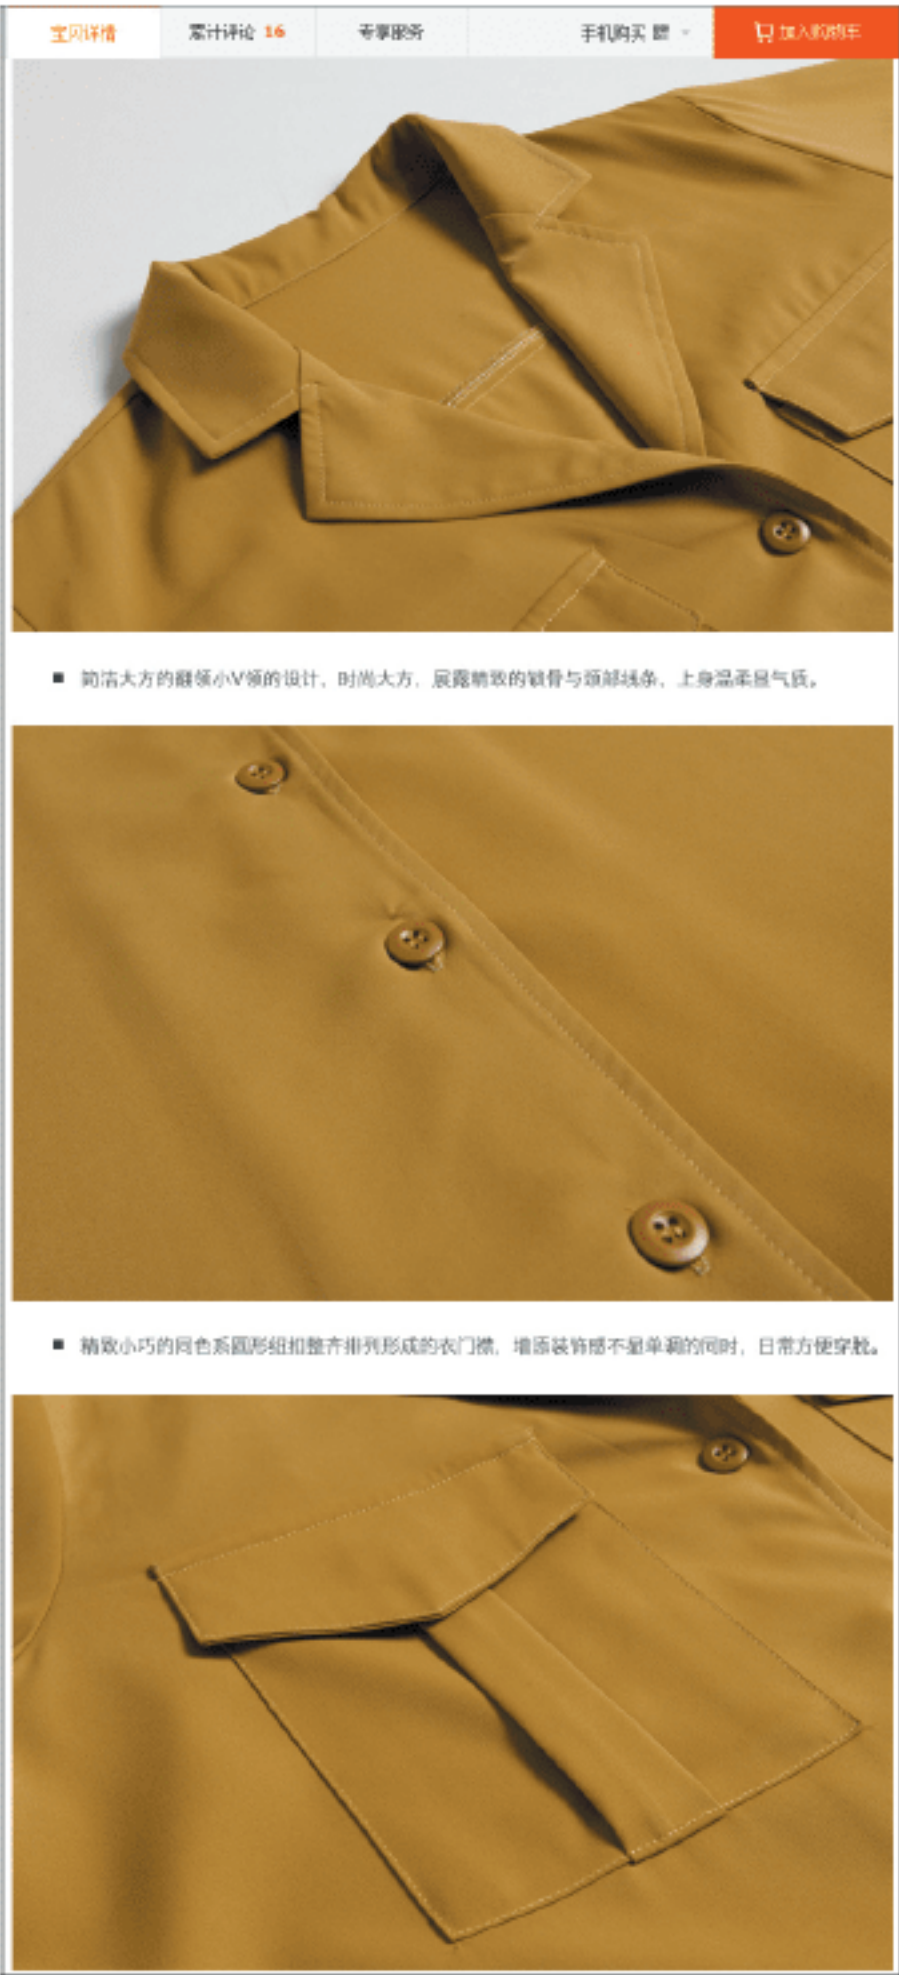 宝贝详情
累计评论 16
专享服务
手机购买
加入购物车
简洁大方的翻领小V领的设计，时尚大方，展露精致的锁骨与颈部线条，上身温柔显气质。
精致小巧的同色系圆形纽扣整齐排列形成的衣门襟，增添装饰感不显单调的同时，日常方便穿脱。